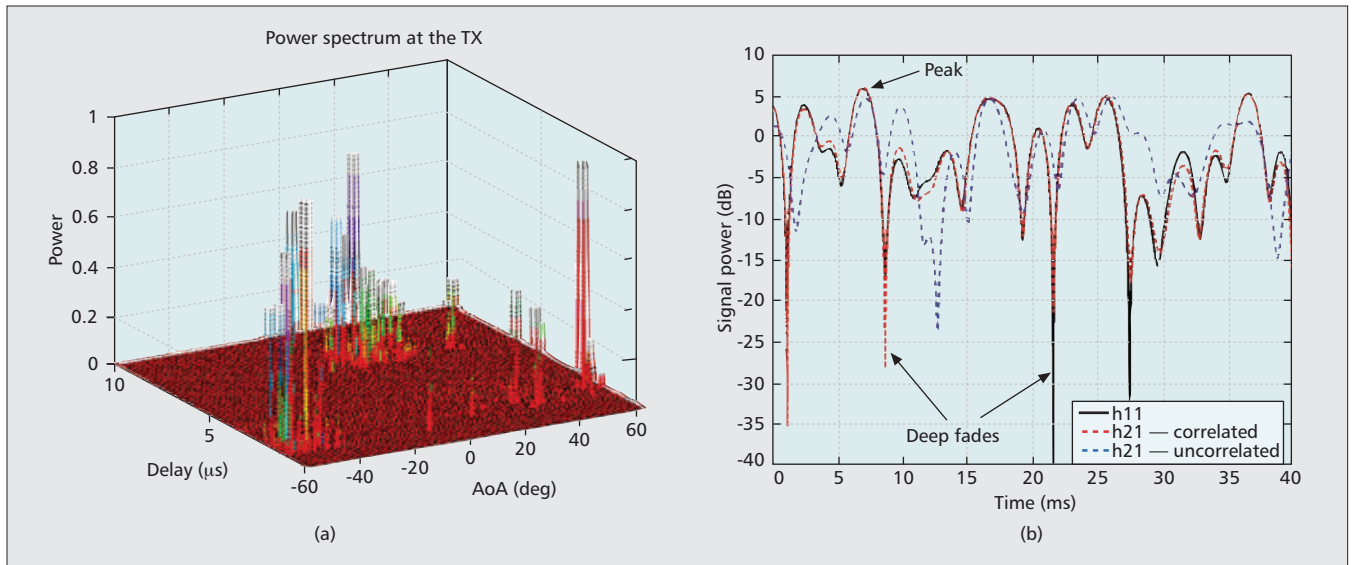 Power spectrum at the TX
1
0.8
0.6
0.4
0.2
0
Power
10
5
Delay (μs)
-60
-40
-20
0
20
40
60
AoA (deg)
(a)
10
5
0
-5
-10
-15
-20
-25
-30
-35
-40
Signal power (dB)
Peak
Deep fades
h11
h21 — correlated
h21 — uncorrelated
0
5
10
15
20
25
30
35
40
Time (ms)
(b)